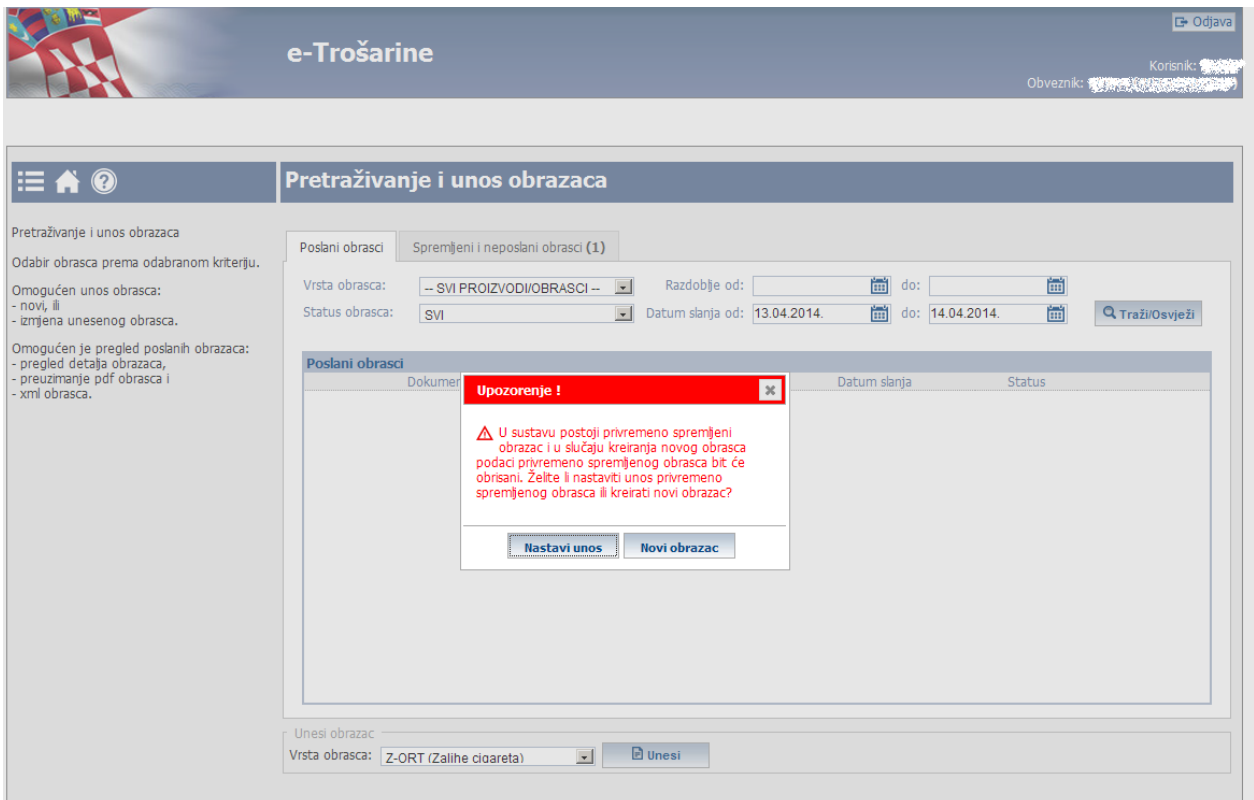 Odjava
e-Trošarine
Korisnik:
Obveznik:
Pretraživanje i unos obrazaca
Pretraživanje i unos obrazaca
Odabir obrasca prema odabranom kriteriju.
Omogućen unos obrasca:
- novi, ili
- izmjena unesenog obrasca.
Omogućen je pregled poslanih obrazaca:
- pregled detalja obrazaca,
- preuzimanje pdf obrasca i
- xml obrasca.
Poslani obrasci Spremljeni i neposlani obrasci (1)
Vrsta obrasca: -- SVI PROIZVODI/OBRASCI -- Razdoblje od: do:
Status obrasca: SVI Datum slanja od: 13.04.2014. do: 14.04.2014. Traži/Osvježi
Poslani obrasci
Dokumen Datum slanja Status
Upozorenje !
U sustavu postoji privremeno spremljeni
obrazac i u slučaju kreiranja novog obrasca
podaci privremeno spremljenog obrasca bit će
obrisani. Želite li nastaviti unos privremeno
spremljenog obrasca ili kreirati novi obrazac?
Nastavi unos Novi obrazac
Unesi obrazac
Vrsta obrasca: Z-ORT (Zalihe cigareta) Unesi